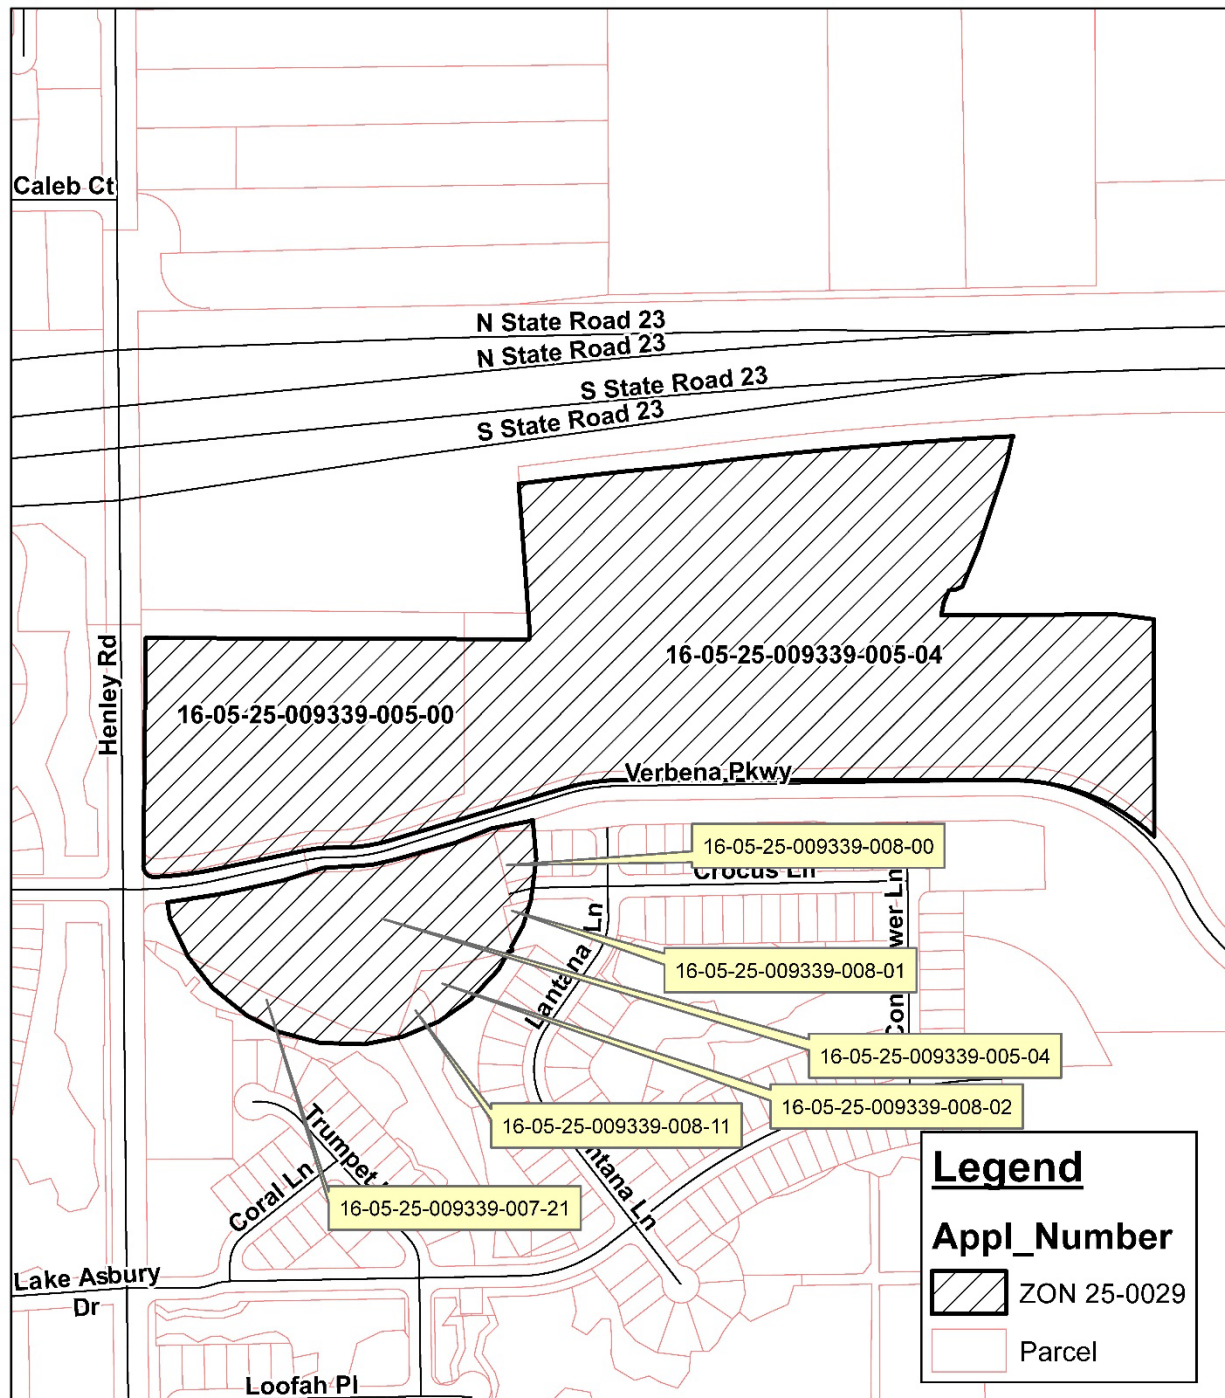 Caleb Ct
N State Road 23
N State Road 23
S State Road 23
S State Road 23
Henley Rd
16-05-25-009339-005-04
16-05-25-009339-005-00
Verbena Pkwy
16-05-25-009339-008-00
Crocus Ln
16-05-25-009339-008-01
Lantana Ln
16-05-25-009339-005-04
16-05-25-009339-008-02
16-05-25-009339-008-11
Trumpet
Coral Ln
16-05-25-009339-007-21
Ln
Lake Asbury
Dr
Loofah Pl
Legend
Appl_Number
ZON 25-0029
Parcel